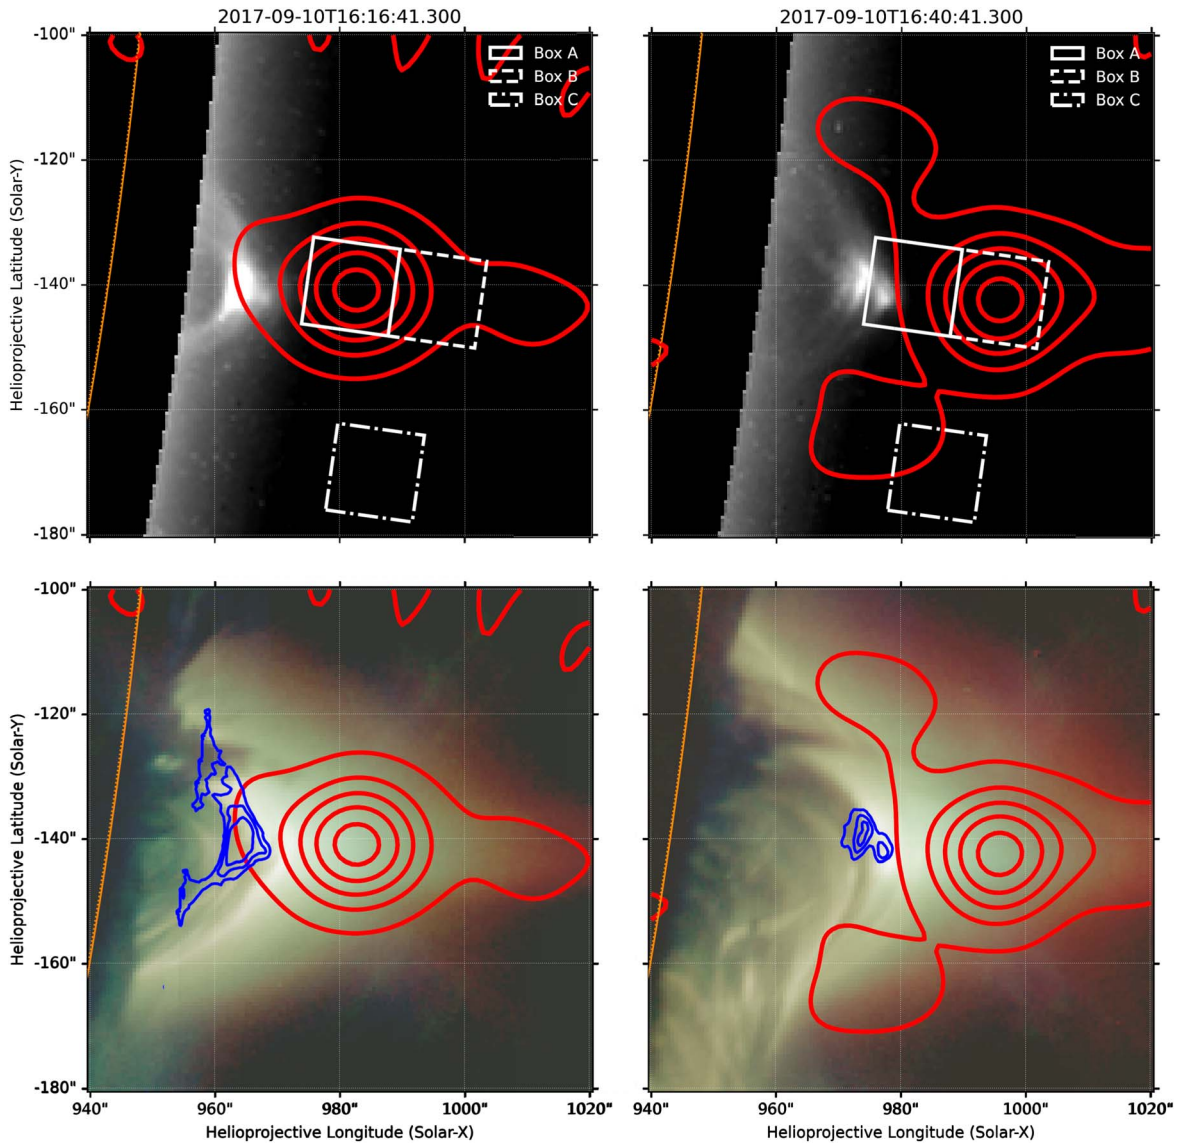 2017-09-10T16:16:41.300
2017-09-10T16:40:41.300
Helioprojective Latitude (Solar-Y)
-100"
-120"
-140"
-160"
-180"
Box A
Box B
Box C
Box A
Box B
Box C
Helioprojective Latitude (Solar-Y)
-100"
-120"
-140"
-160"
-180"
940"
960"
980"
1000"
1020"
940"
960"
980"
1000"
1020"
Helioprojective Longitude (Solar-X)
Helioprojective Longitude (Solar-X)